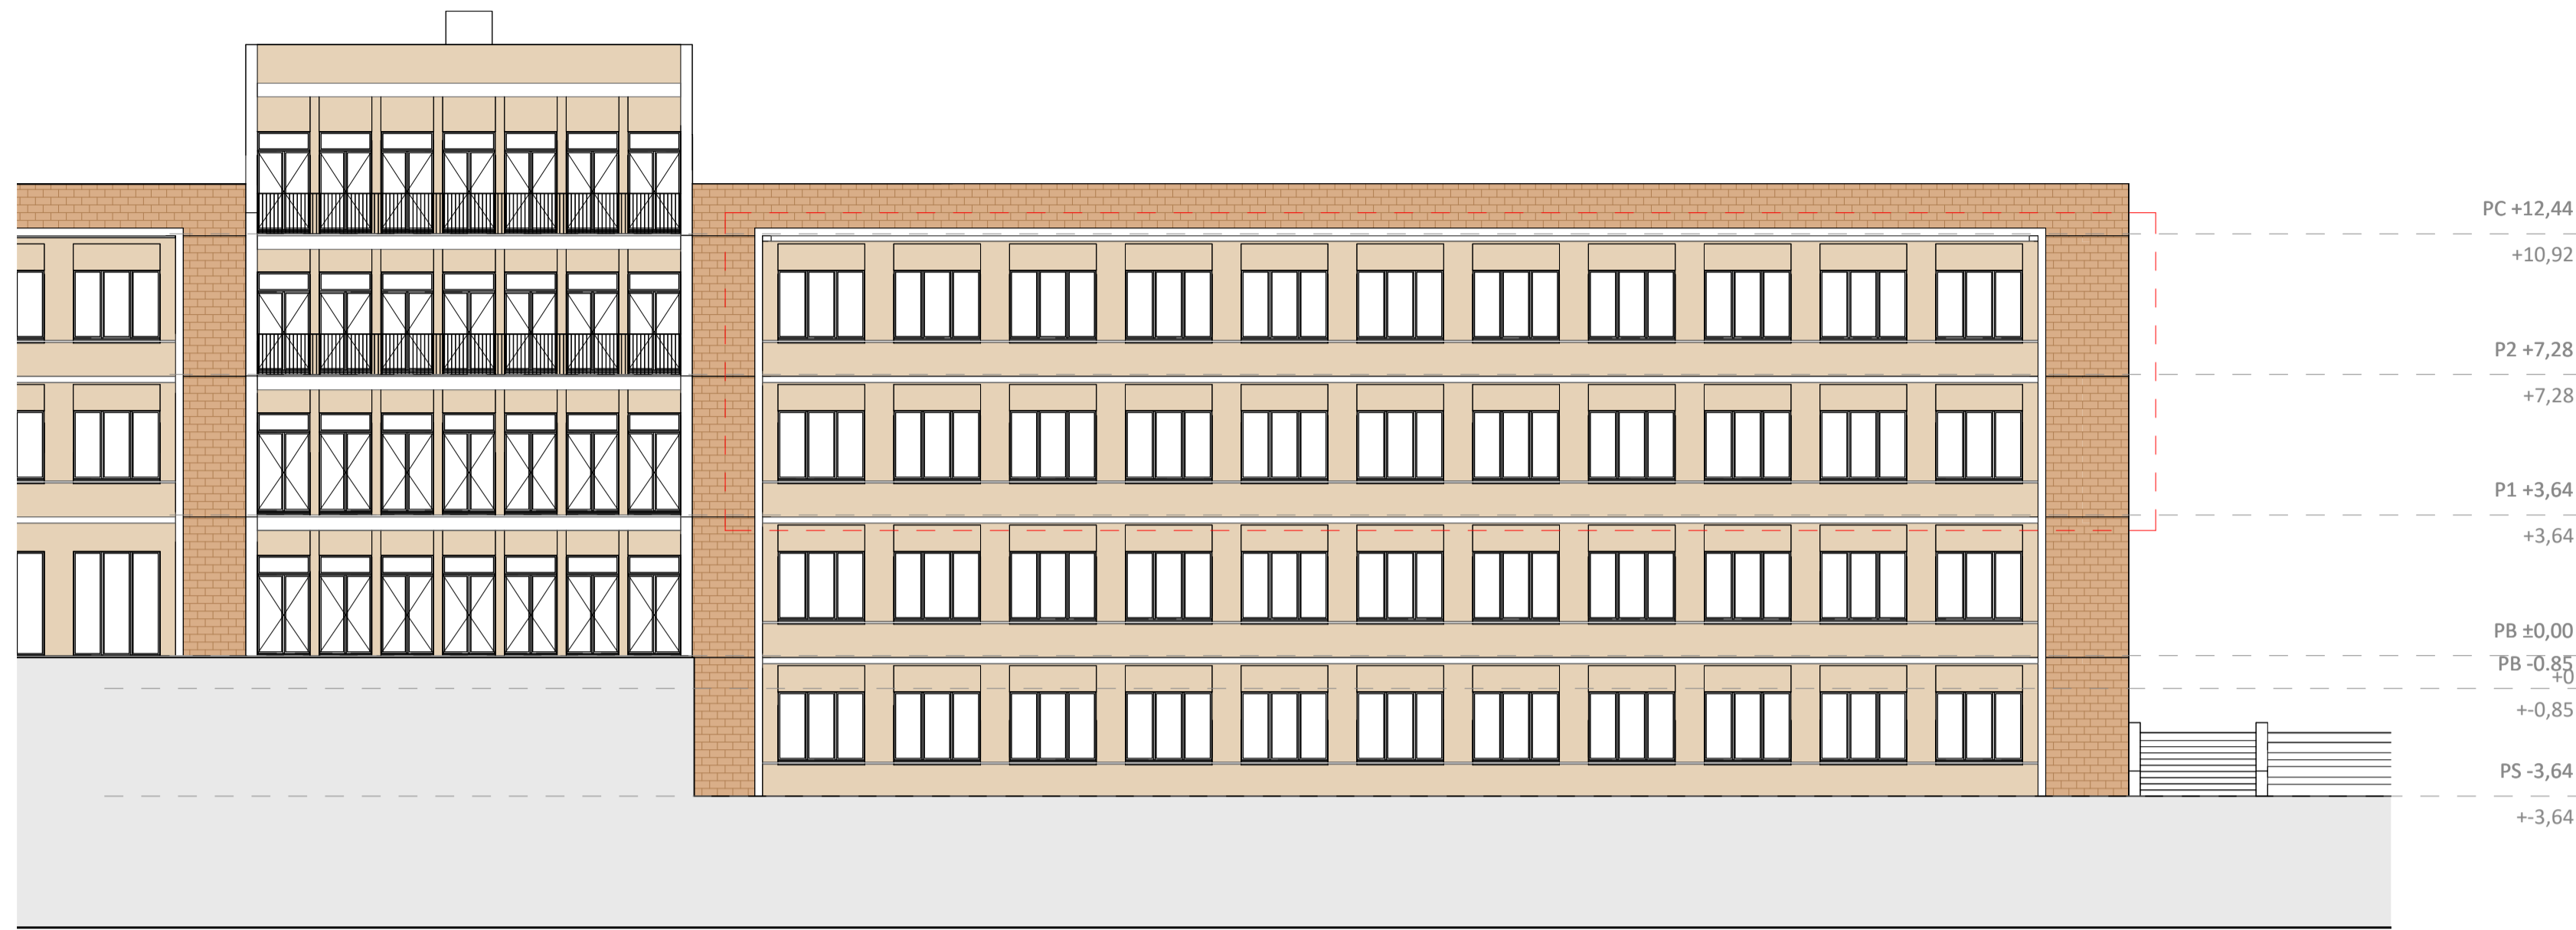 PC +12,44
+10,92
P2 +7,28
+7,28
P1 +3,64
+3,64
PB ±0,00
PB -0.85
+0
+-0,85
PS -3,64
+-3,64